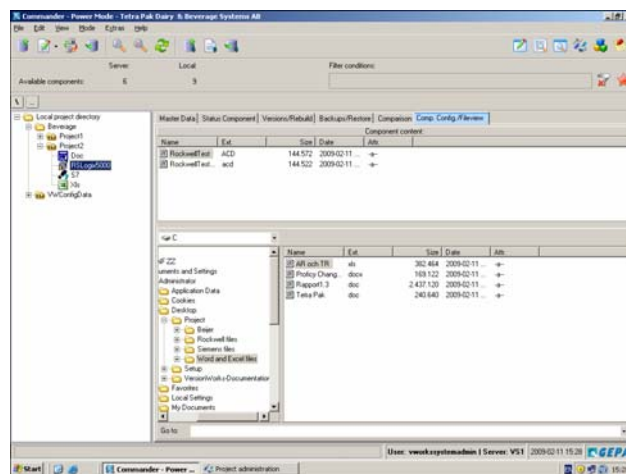 Commander - Power Mode - Tetra Pak Dairy & Beverage Systems AB
File Edit View Mode Extras Help
Server: Local: Filter conditions:
Available components: 6 9
\ ..
Local project directory
Beverage
Project1
Project2
Doc
RSLogix5000
S7
Xls
VWConfigData
Master Data Status Component Versions/Rebuild Backups/Restore Comparison Comp. Config./Fileview
Component content:
Name Ext. Size Date Attr.
RockwellTest ACD 144.572 2009-02-11 ... -a--
RockwellTest... acd 144.522 2009-02-11 ... -a--
C
uments and Settings
Administrator
Application Data
Cookies
Desktop
Project
Beijer
Rockwell files
Siemens files
Word and Excel files
Setup
VersionWorks-Documentation
Favorites
Local Settings
My Documents
Name Ext. Size Date Attr.
AR och TR xls 382.464 2009-02-11 ... -a--
Proficy Chang... docx 169.122 2009-02-11 ... -a--
Rapport1.3 doc 2.437.120 2009-02-11 ... -a--
Tetra Pak doc 240.640 2009-02-11 ... -a--
Go to:
User: vworkssystemadmin | Server: VS1 2009-02-11 15:28 GEPA
Start Commander - Power ... Project administration